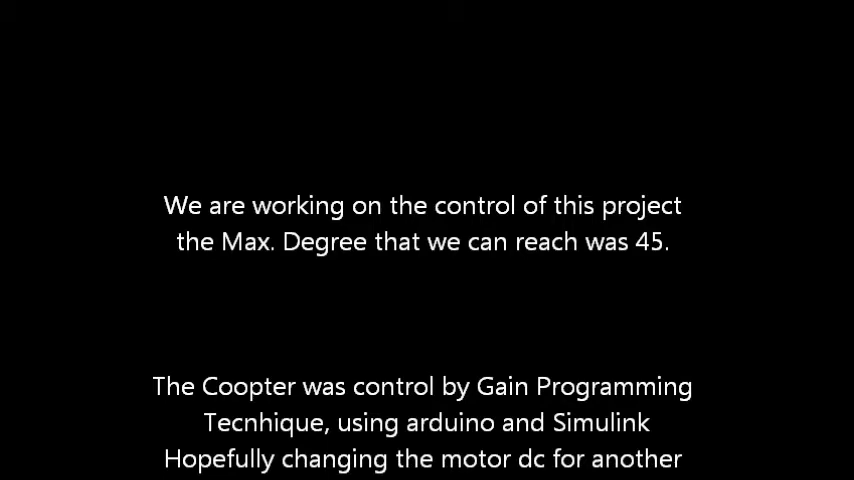 We are working on the control of this project
the Max. Degree that we can reach was 45.
The Coopter was control by Gain Programming
Tecnhique, using arduino and Simulink
Hopefully changing the motor dc for another